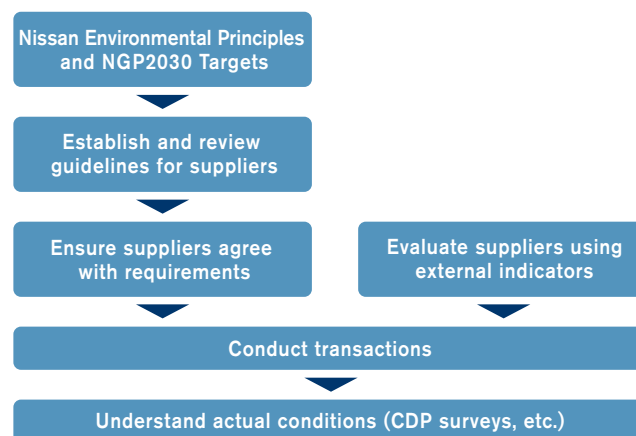 Nissan Environmental Principles
and NGP2030 Targets
Establish and review
guidelines for suppliers
Ensure suppliers agree
with requirements
Evaluate suppliers using
external indicators
Conduct transactions
Understand actual conditions (CDP surveys, etc.)